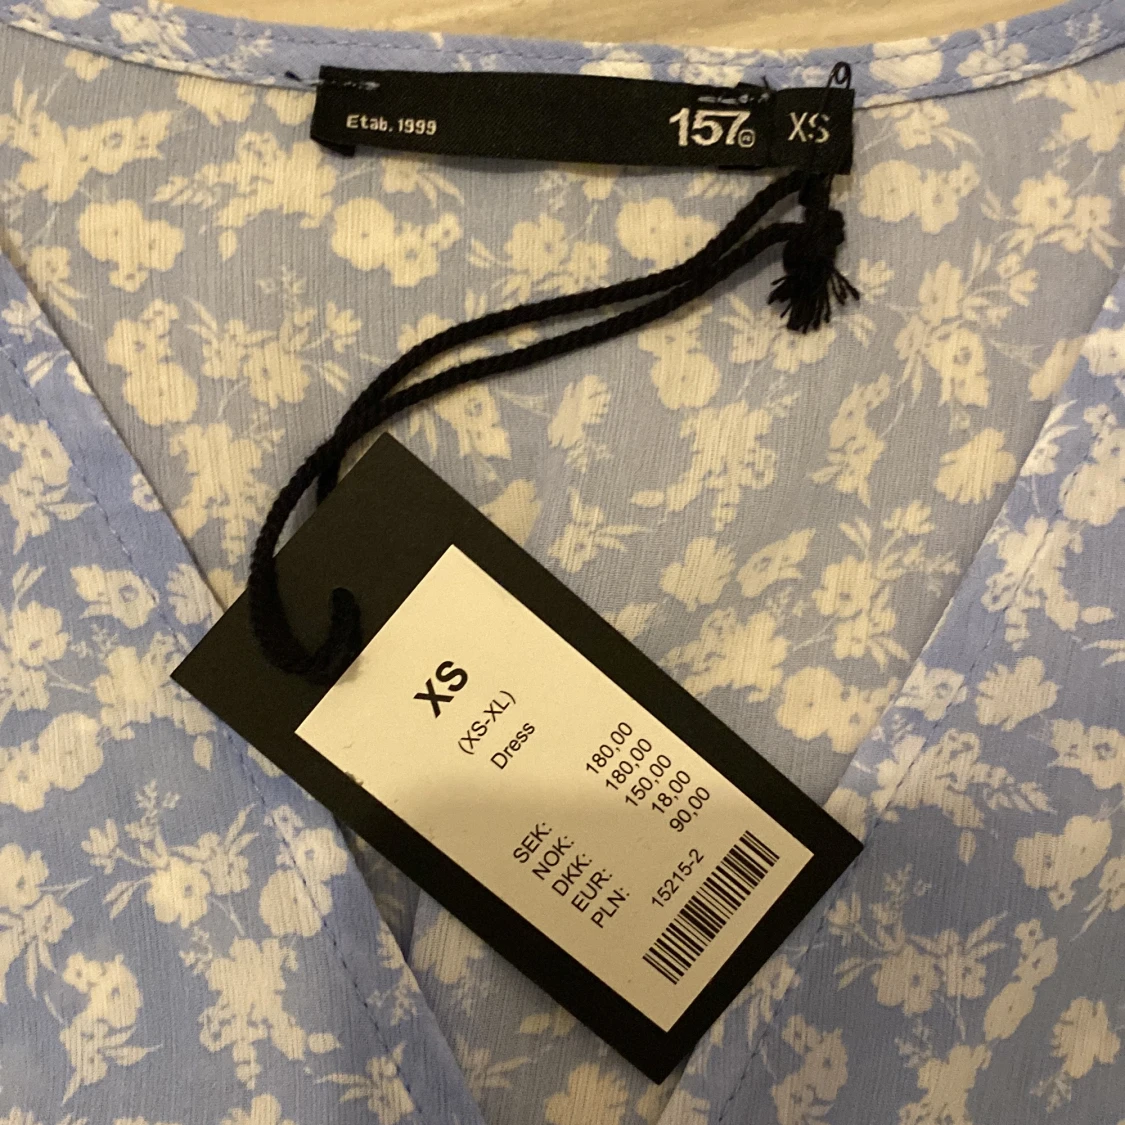 Etab. 1999
157
XS
XS
(XS-XL)
Dress
SEK: 180,00
NOK: 180,00
DKK: 150,00
EUR: 18,00
PLN: 90,00
15215-2